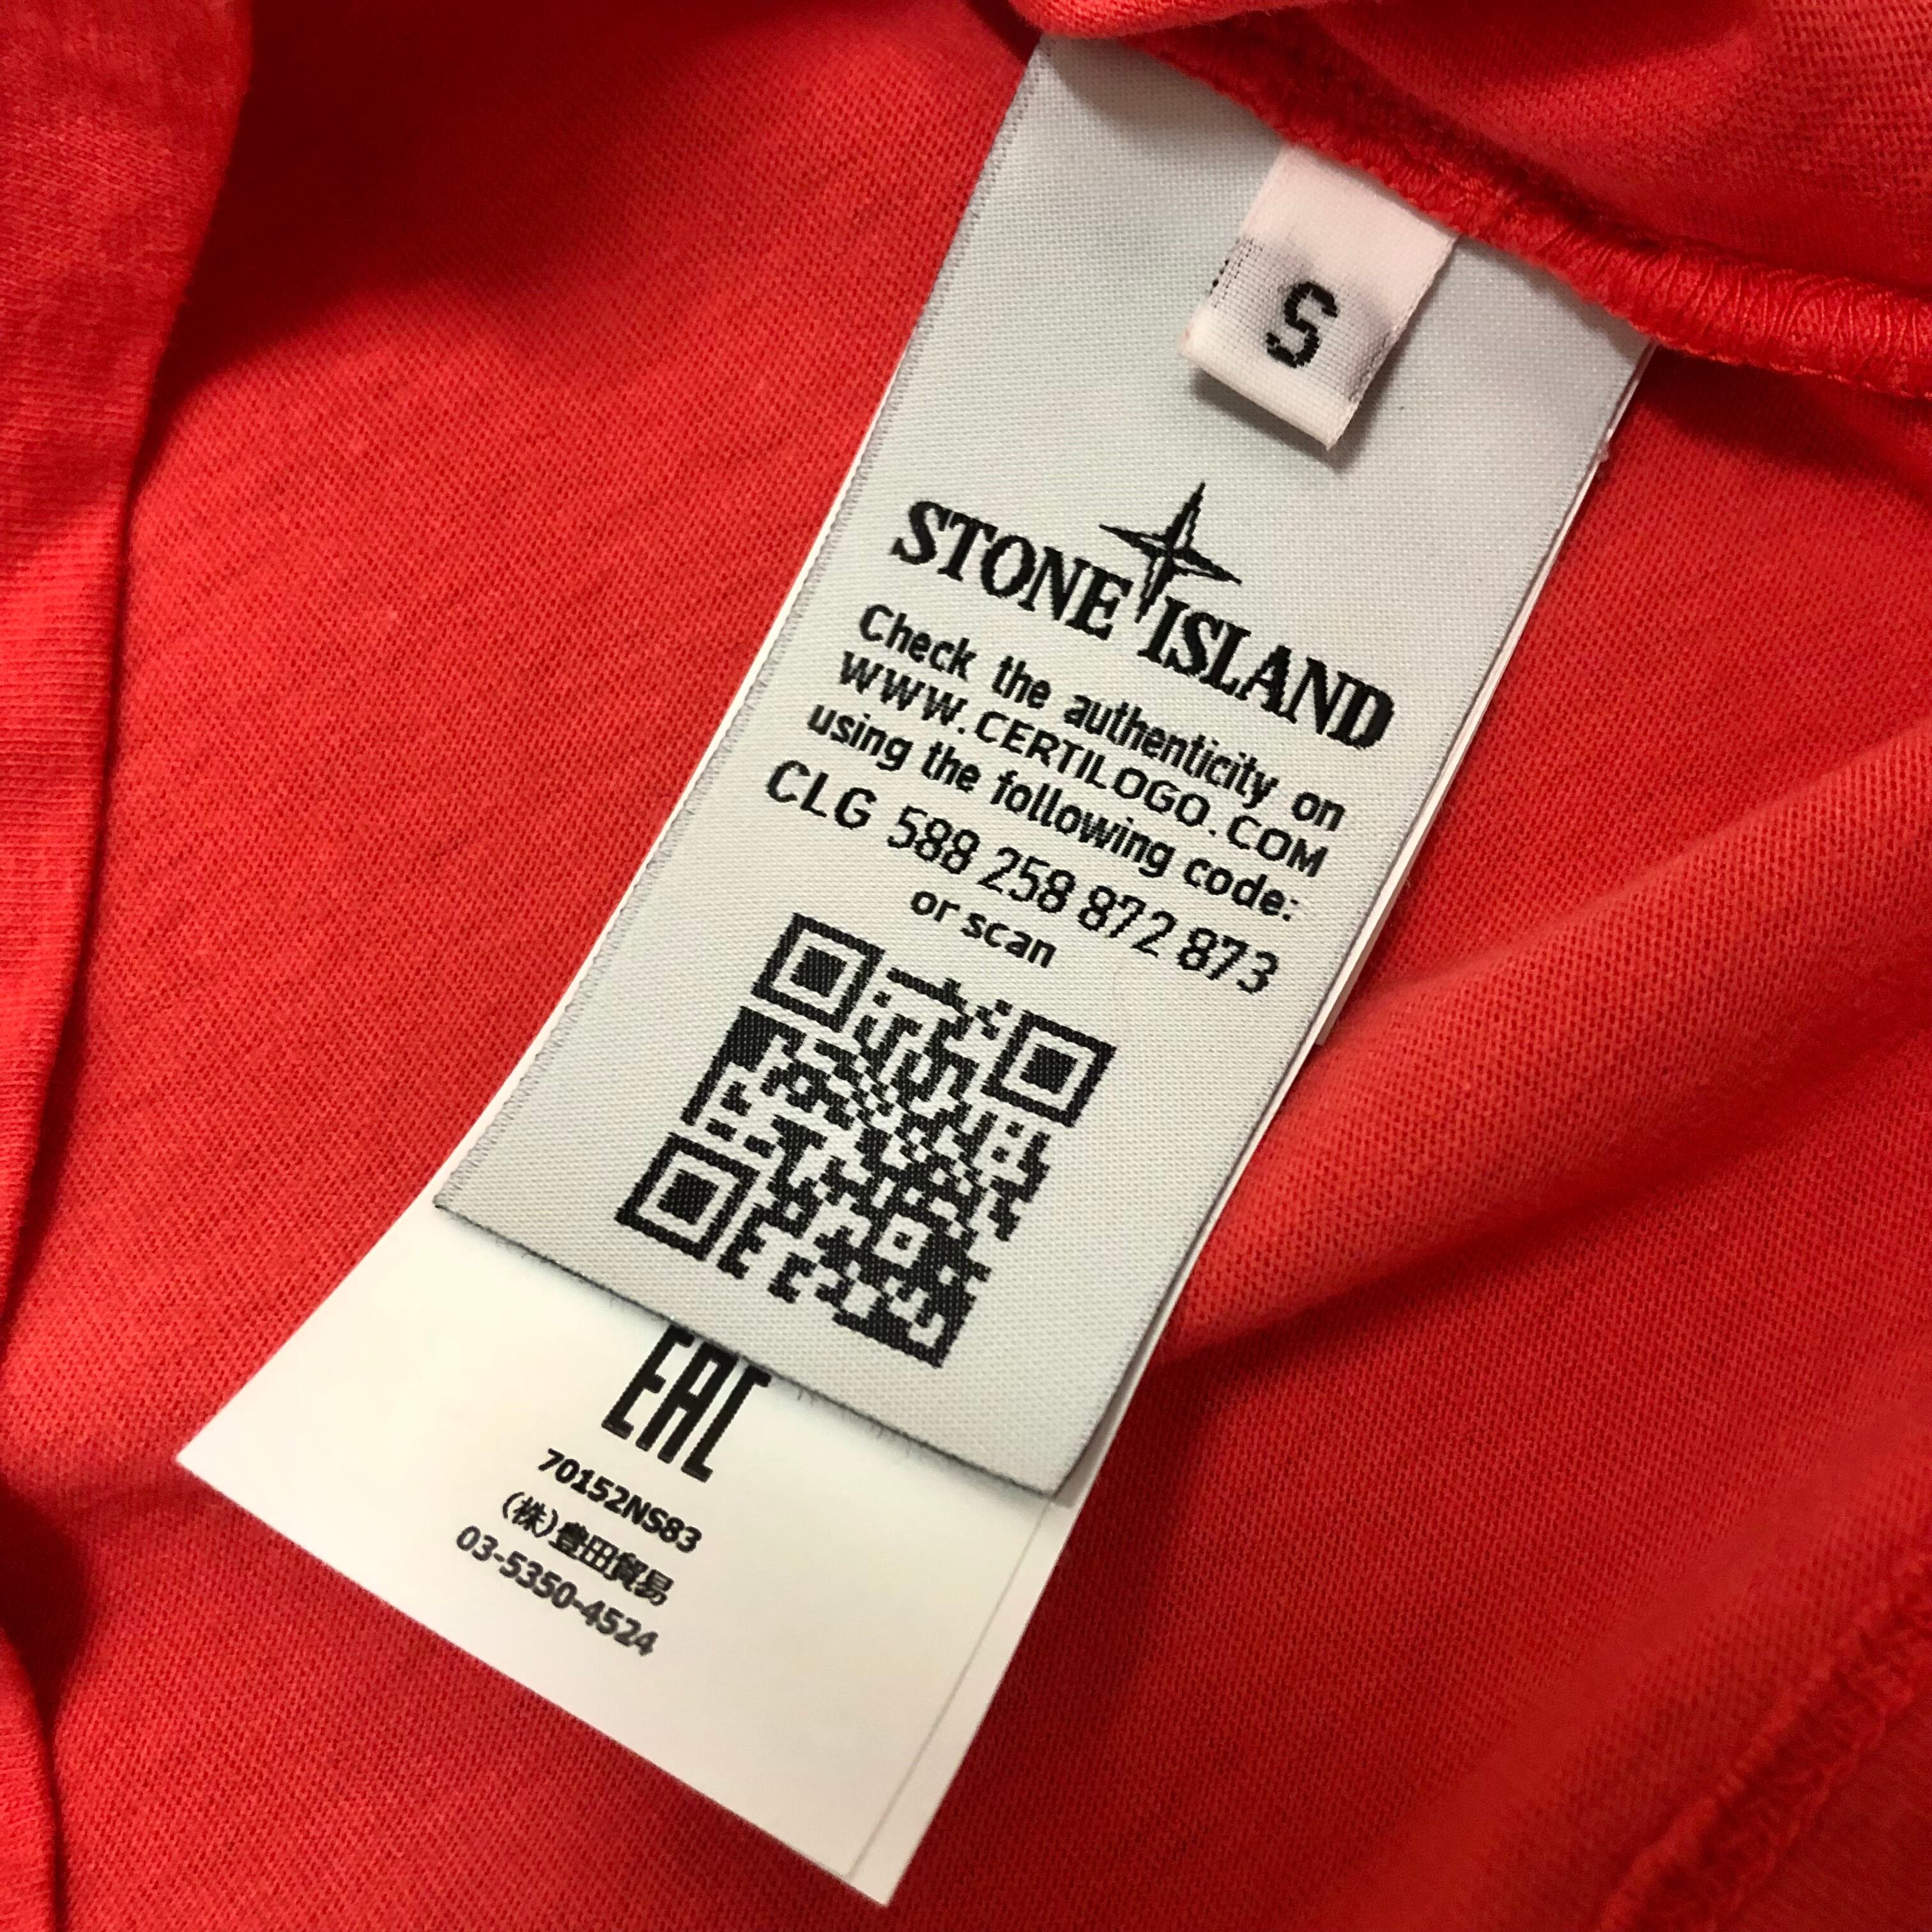 S
STONE ISLAND
Check the authenticity on
WWW.CERTILOGO.COM
using the following code:
CLG 588 258 872 873
or scan
EAC
70152NS83
(株)豊田貿易
03-5350-4524